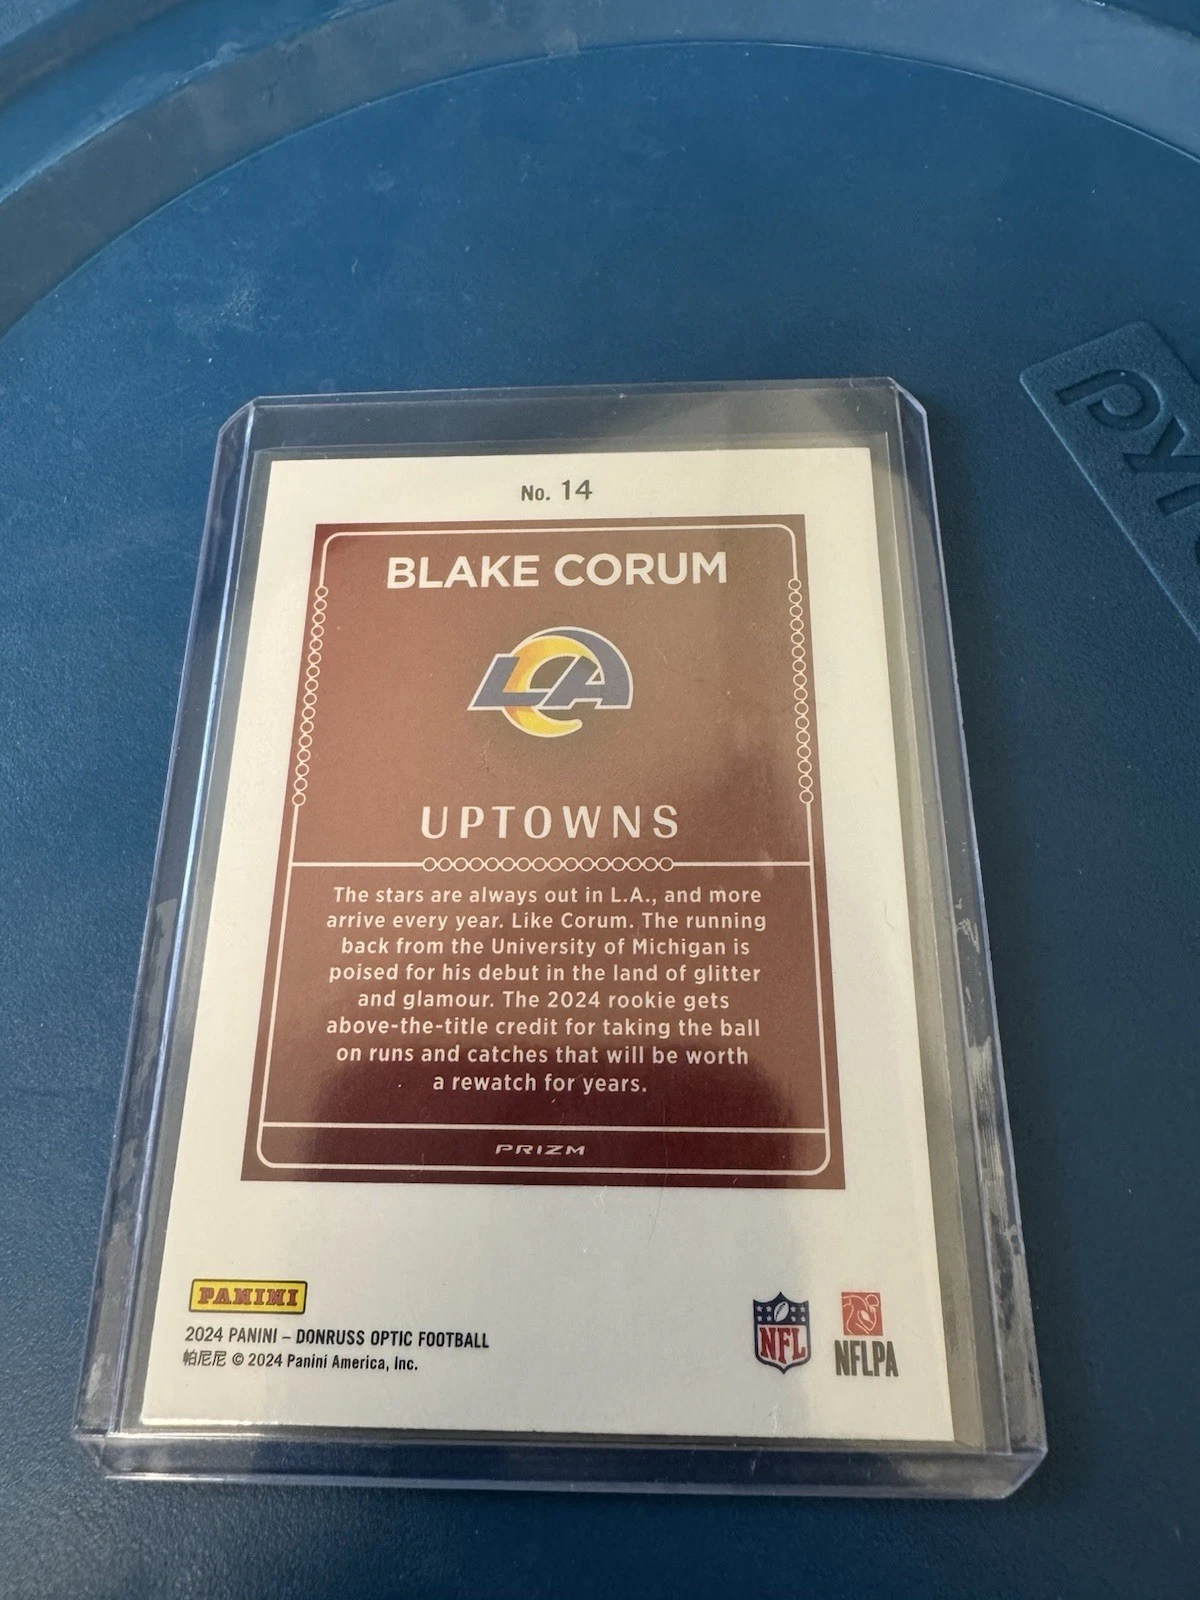 No. 14
BLAKE CORUM
LA
UPTOWNS
The stars are always out in L.A., and more
arrive every year. Like Corum. The running
back from the University of Michigan is
poised for his debut in the land of glitter
and glamour. The 2024 rookie gets
above-the-title credit for taking the ball
on runs and catches that will be worth
a rewatch for years.
PRIZM
PANINI
2024 PANINI – DONRUSS OPTIC FOOTBALL
帕尼尼 © 2024 Panini America, Inc.
NFL
NFLPA